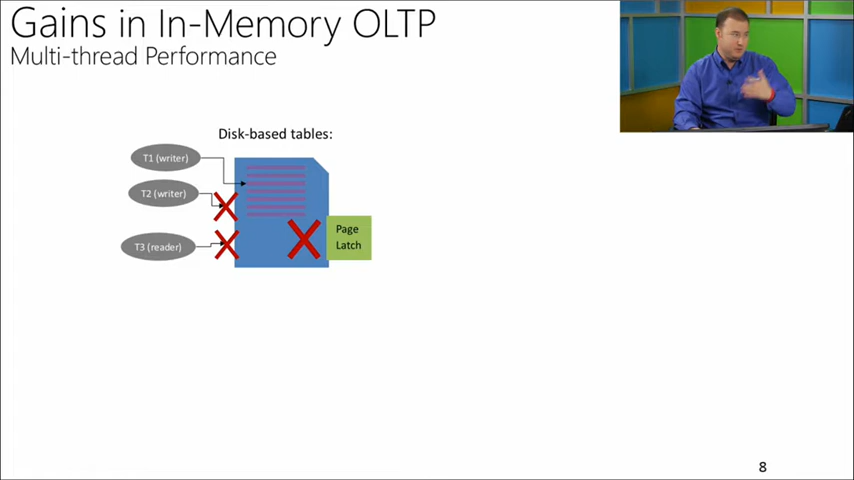 Gains in In-Memory OLTP
Multi-thread Performance
Disk-based tables:
T1 (writer)
T2 (writer)
T3 (reader)
Page
Latch
8